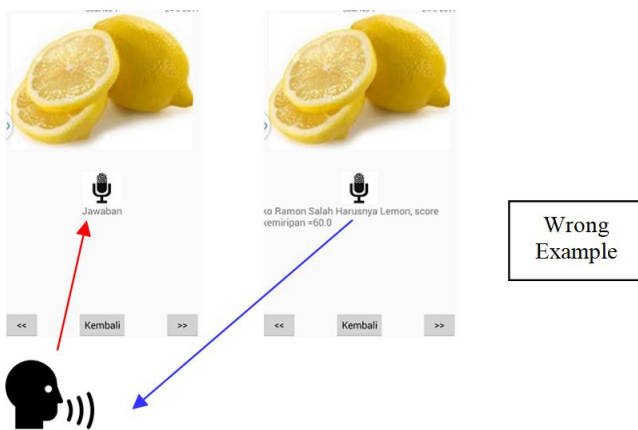 Jawaban
ko Ramon Salah Harusnya Lemon, score
kemiripan =60.0
Wrong
Example
<< Kembali >>
<< Kembali >>